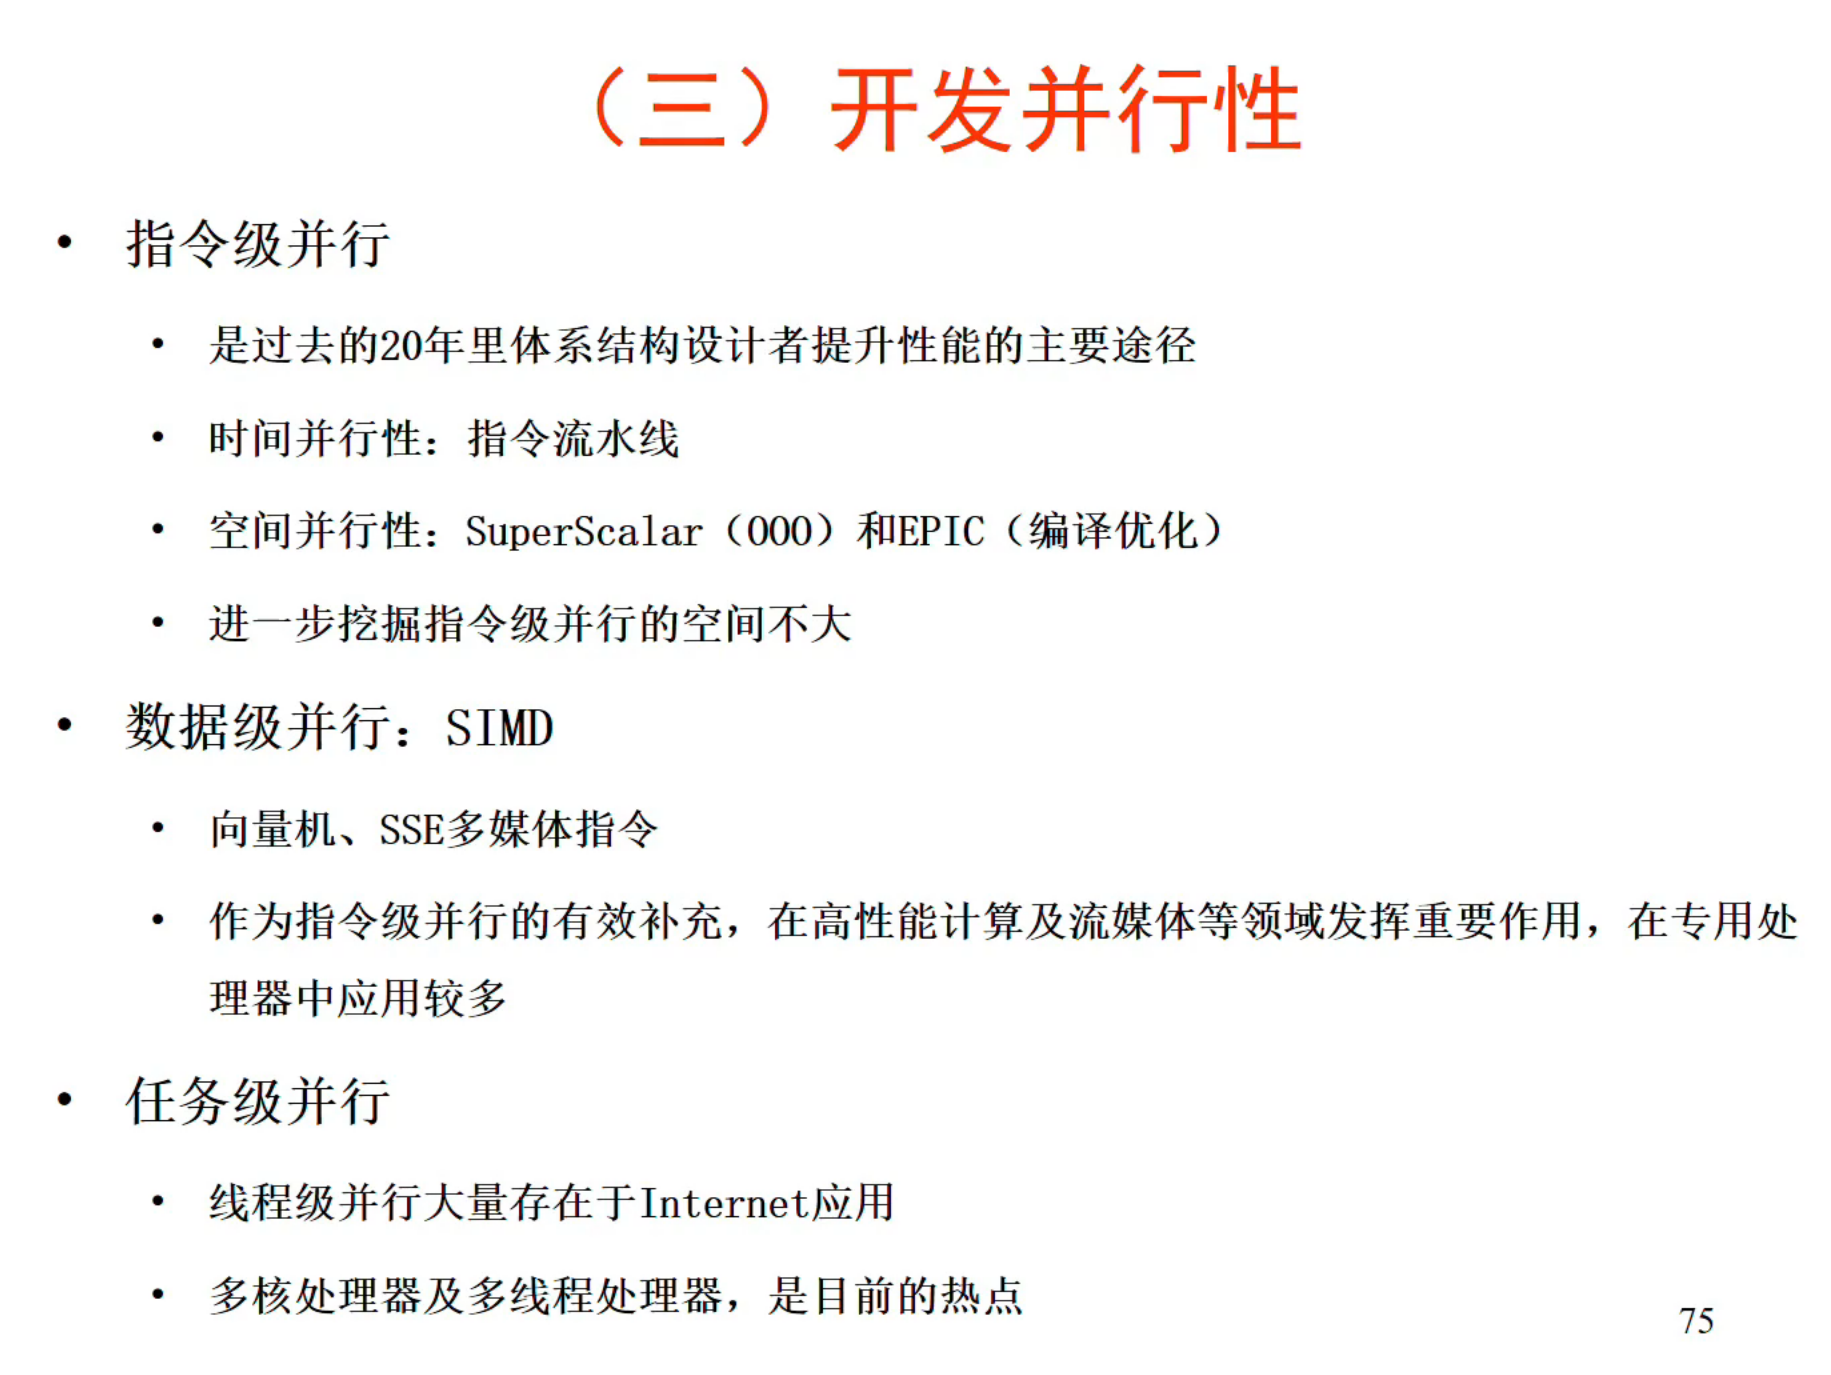 （三）开发并行性
• 指令级并行
• 是过去的20年里体系结构设计者提升性能的主要途径
• 时间并行性：指令流水线
• 空间并行性：SuperScalar（OOO）和EPIC（编译优化）
• 进一步挖掘指令级并行的空间不大
• 数据级并行：SIMD
• 向量机、SSE多媒体指令
• 作为指令级并行的有效补充，在高性能计算及流媒体等领域发挥重要作用，在专用处
理器中应用较多
• 任务级并行
• 线程级并行大量存在于Internet应用
• 多核处理器及多线程处理器，是目前的热点
75